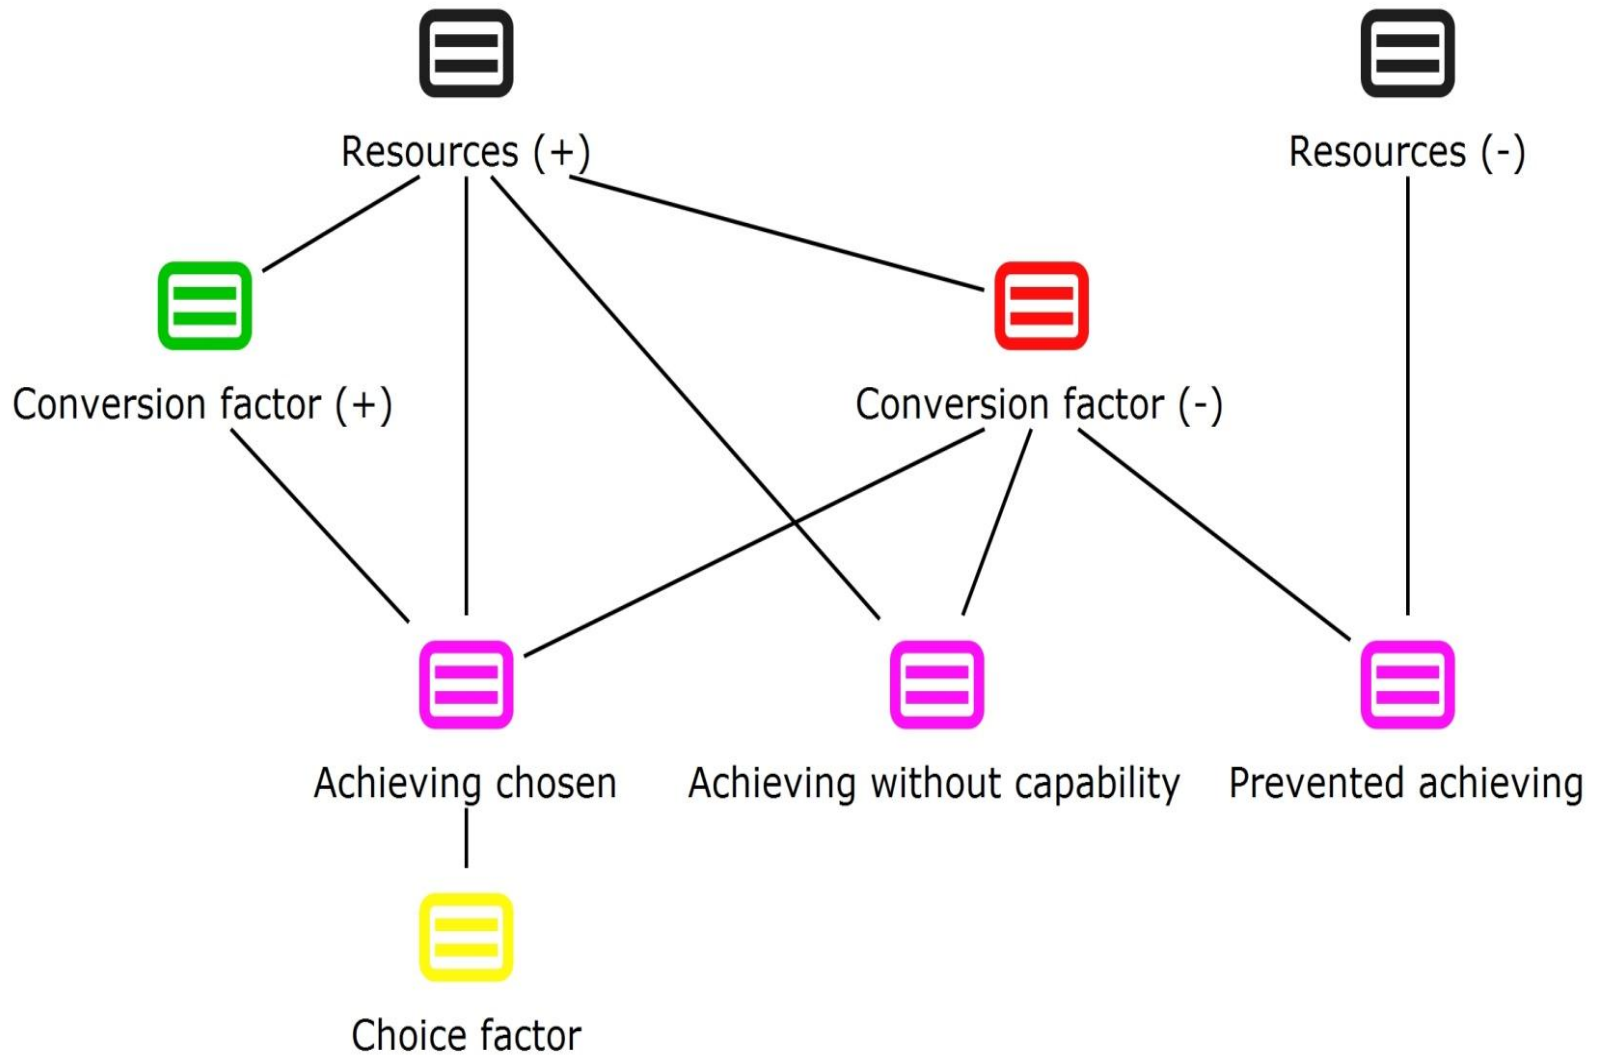 Resources (+)
Resources (-)
Conversion factor (+)
Conversion factor (-)
Achieving chosen
Achieving without capability
Prevented achieving
Choice factor